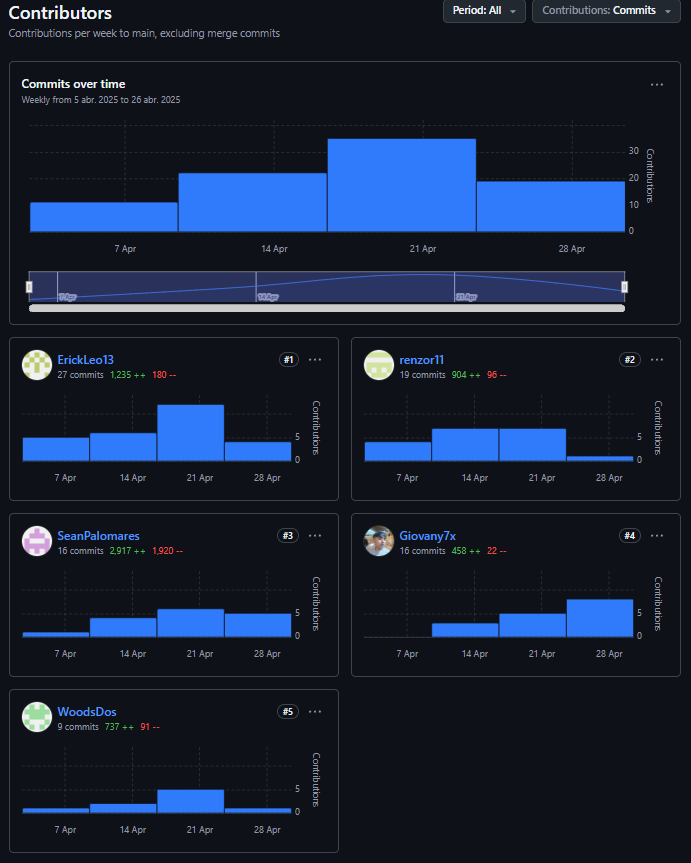 Contributors
Period: All
Contributions: Commits
Contributions per week to main, excluding merge commits
Commits over time
Weekly from 5 abr. 2025 to 26 abr. 2025
30
20
10
0
Contributions
7 Apr 14 Apr 21 Apr 28 Apr
7 Apr 14 Apr 21 Apr
ErickLeo13 #1
27 commits 1,235 ++ 180 --
5
0
Contributions
7 Apr 14 Apr 21 Apr 28 Apr
renzor11 #2
19 commits 904 ++ 96 --
5
0
Contributions
7 Apr 14 Apr 21 Apr 28 Apr
SeanPalomares #3
16 commits 2,917 ++ 1,920 --
5
0
Contributions
7 Apr 14 Apr 21 Apr 28 Apr
Giovany7x #4
16 commits 458 ++ 22 --
5
0
Contributions
7 Apr 14 Apr 21 Apr 28 Apr
WoodsDos #5
9 commits 737 ++ 91 --
5
0
Contributions
7 Apr 14 Apr 21 Apr 28 Apr